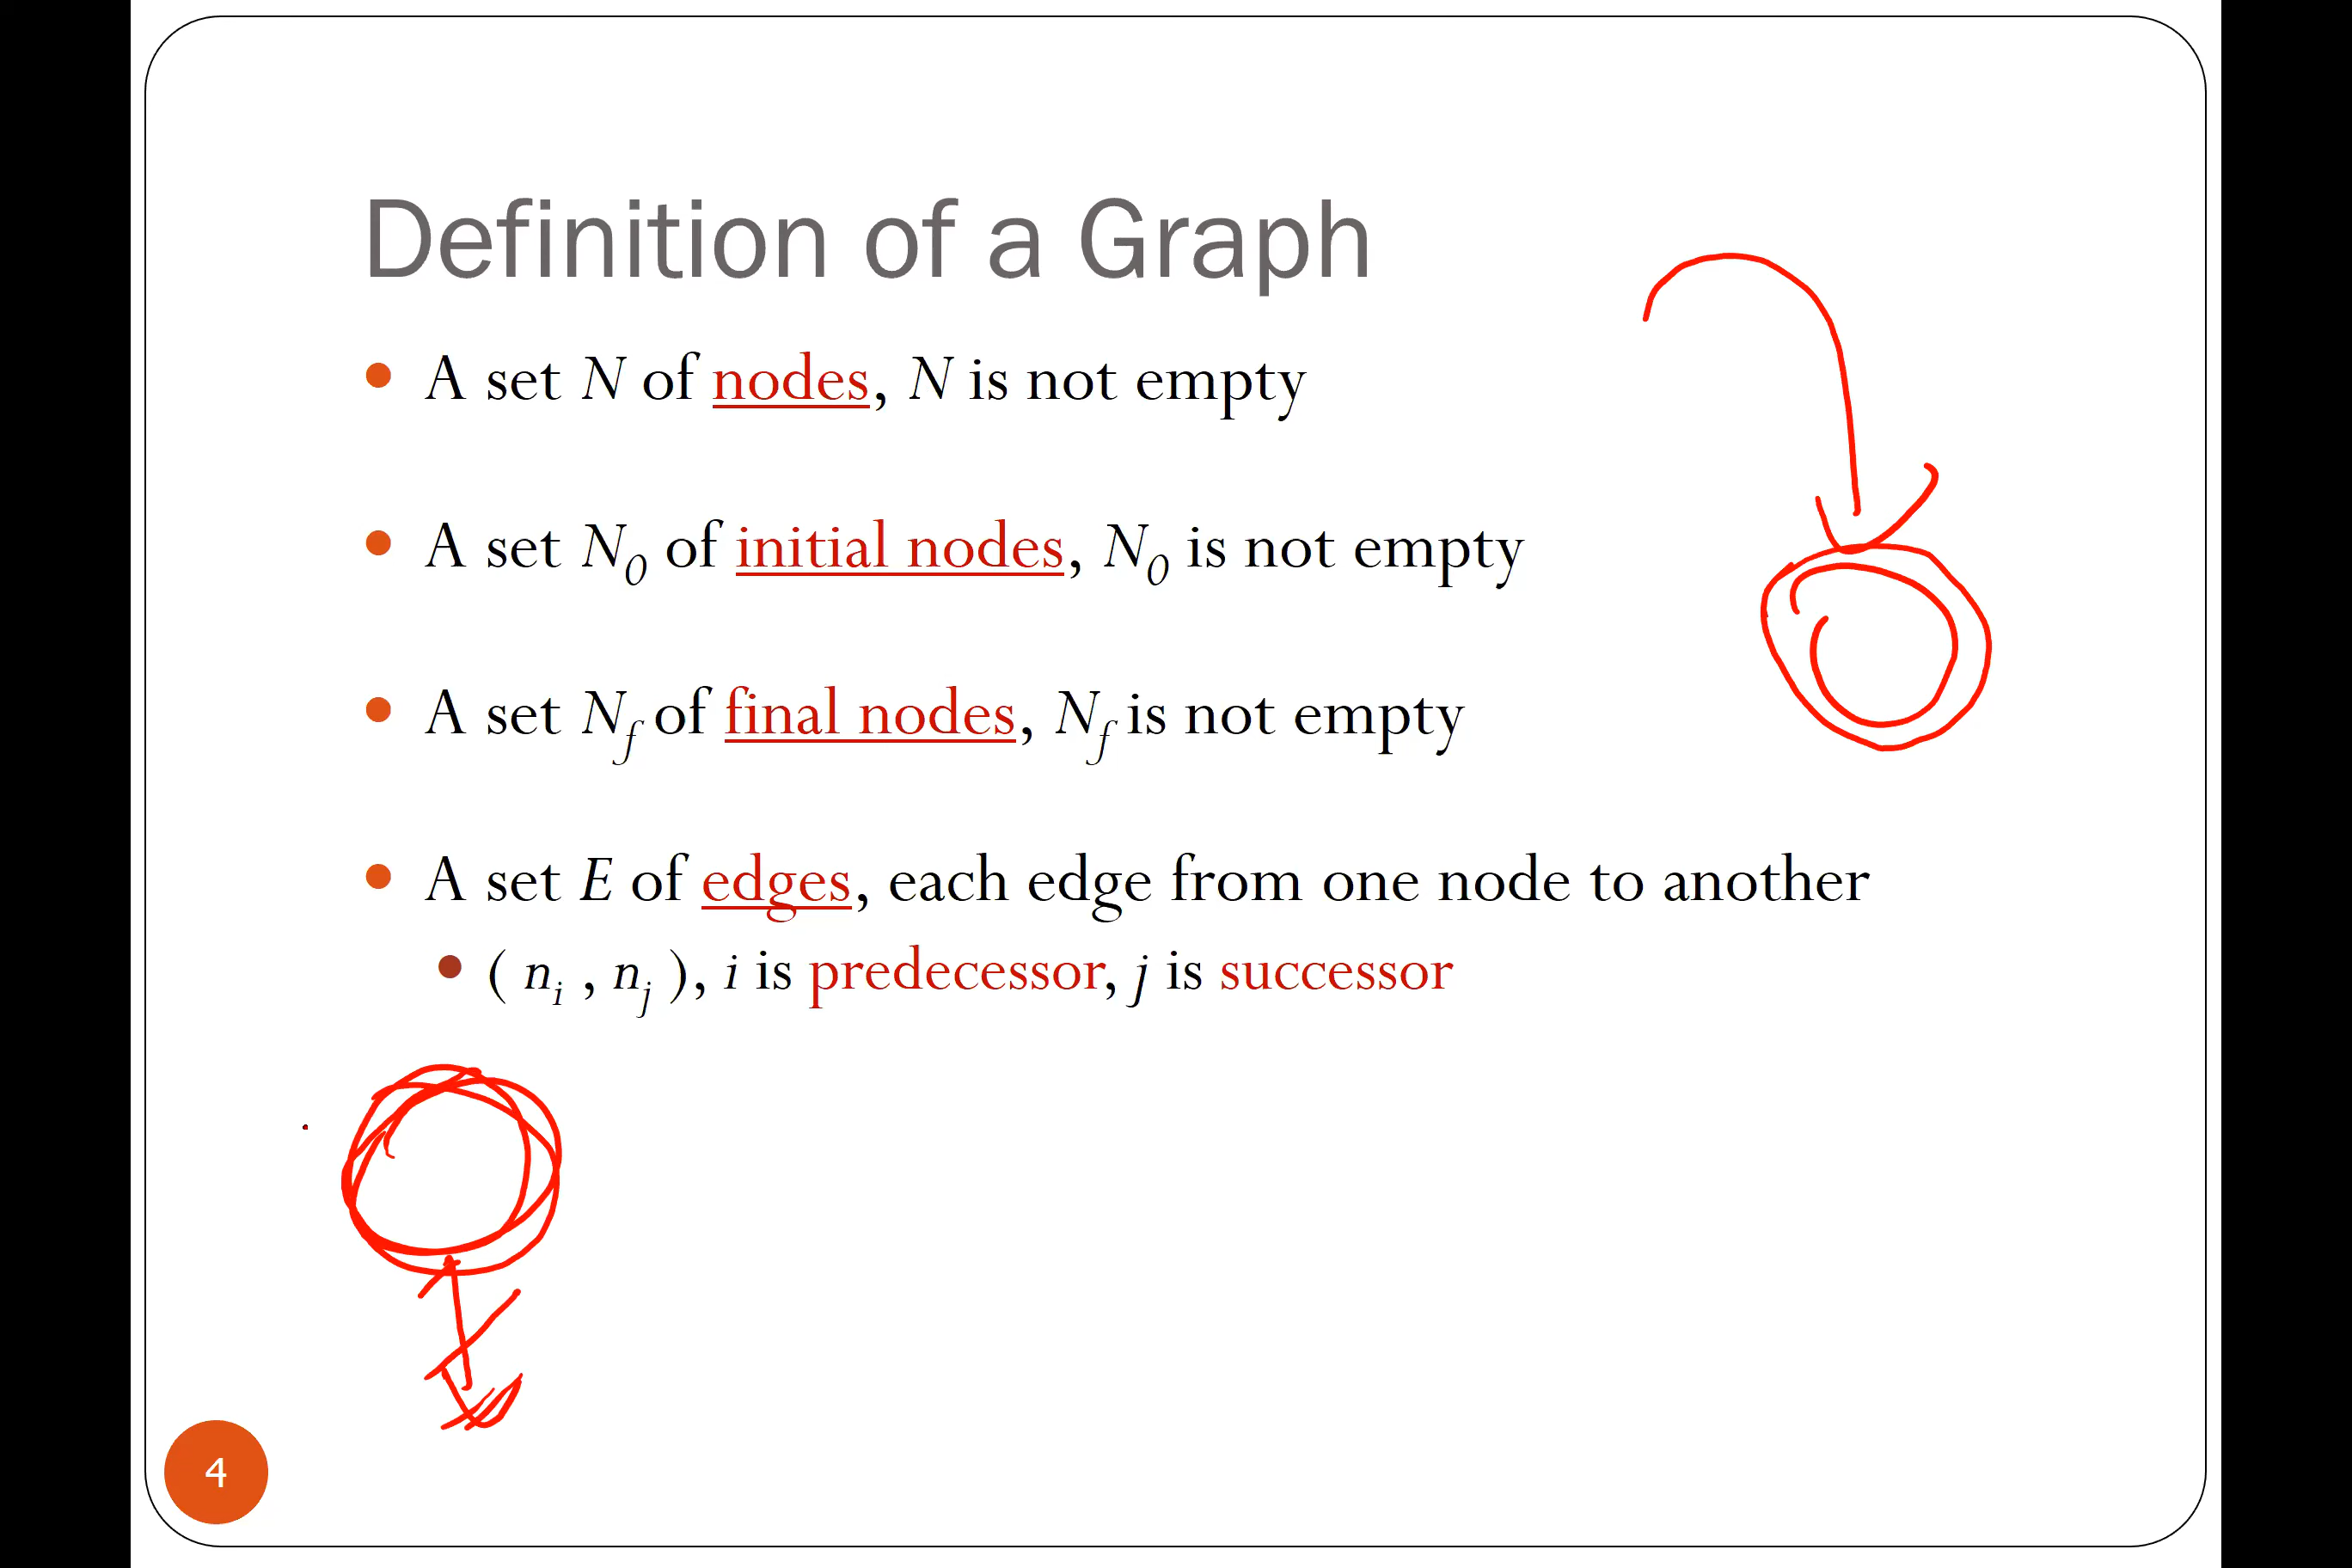 Definition of a Graph
• A set N of nodes, N is not empty
• A set N₀ of initial nodes, N₀ is not empty
• A set N_f of final nodes, N_f is not empty
• A set E of edges, each edge from one node to another
• ( nᵢ , nⱼ ), i is predecessor, j is successor
4